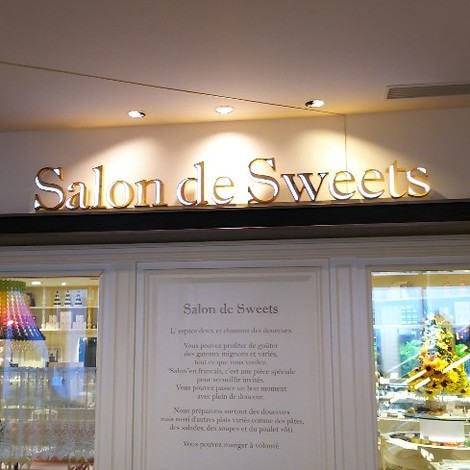 Salon de Sweets
Salon de Sweets
L' espace doux et charmant des douceurs.
Vous pouvez profiter de goûter
des gateaux mignons et variés,
tout ce que vous voulez.
"Salon"en francais, c'est une pièce spéciale
pour accueillir invités.
Vous pouvez passer un bon moment
avec plein de douceur.
Nous préparons surtout des douceurs
mais aussi d'autres plats variés comme des pâtes,
des salades, des soupes et du poulet rôti.
Vous pouvez manger à volonté